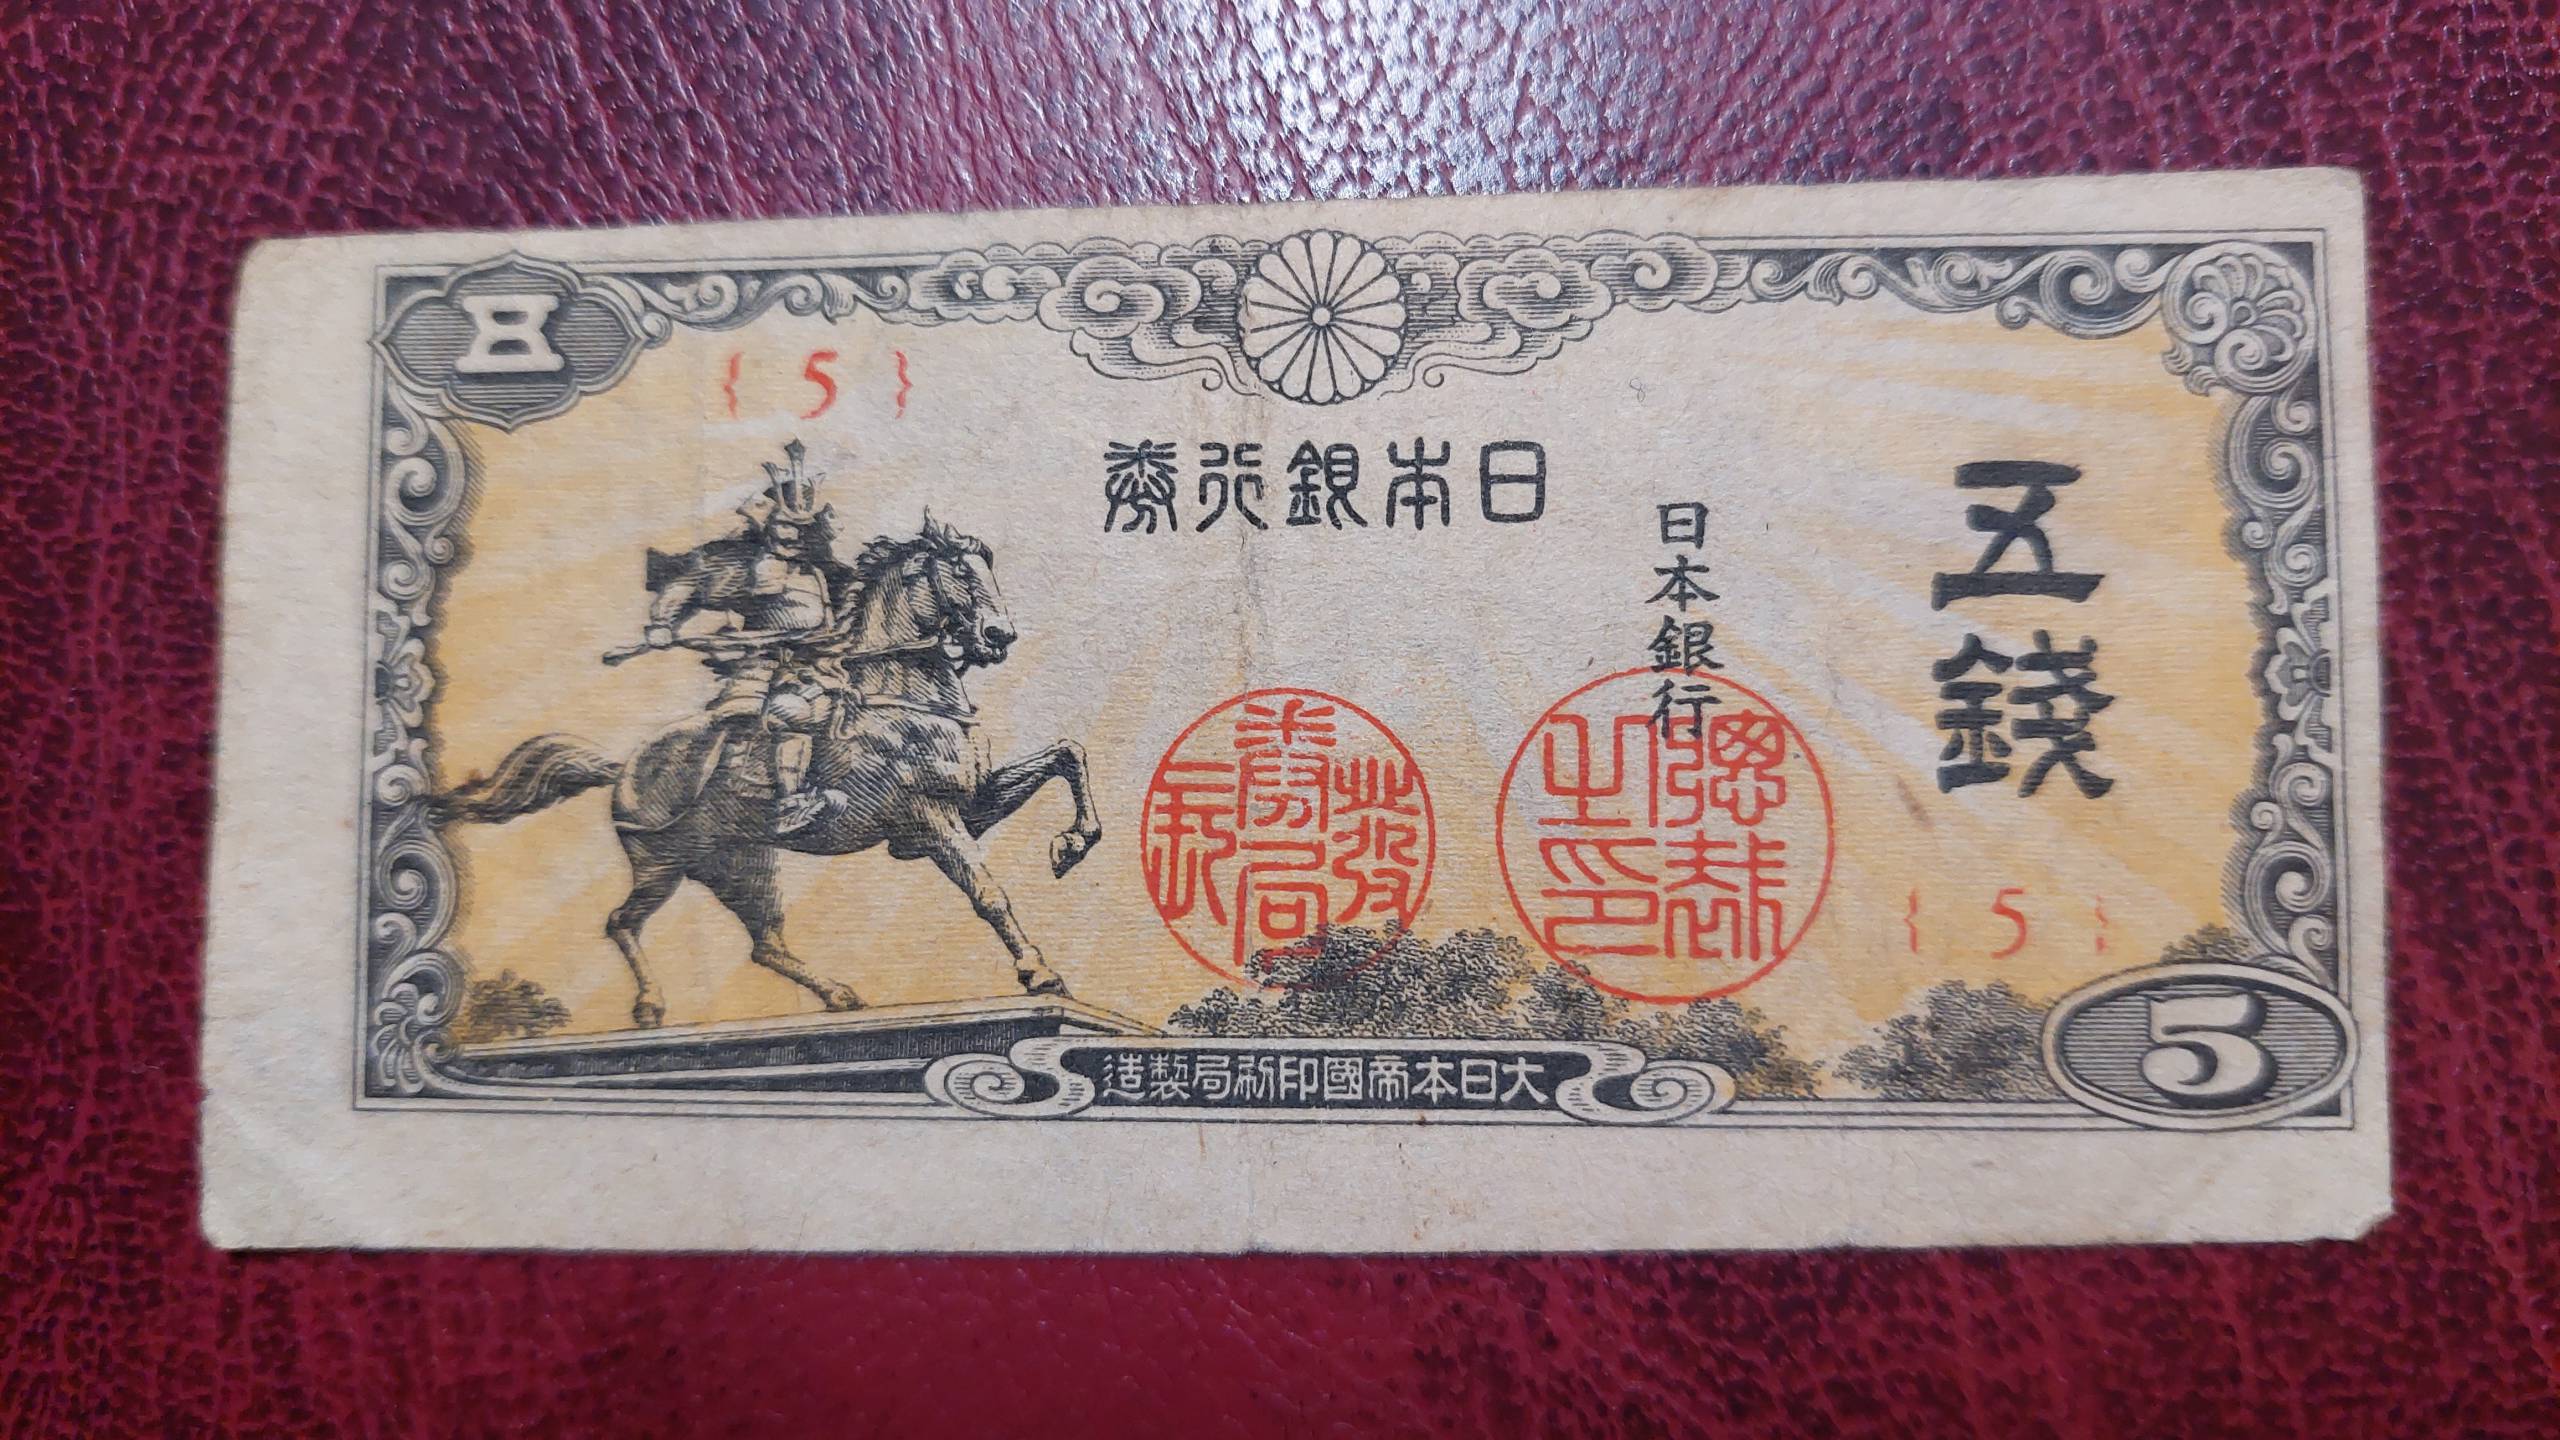 五
{ 5 }
日本銀行券
五錢
日本銀行
總裁之印
發券局長
{ 5 }
5
大日本帝國印刷局製造